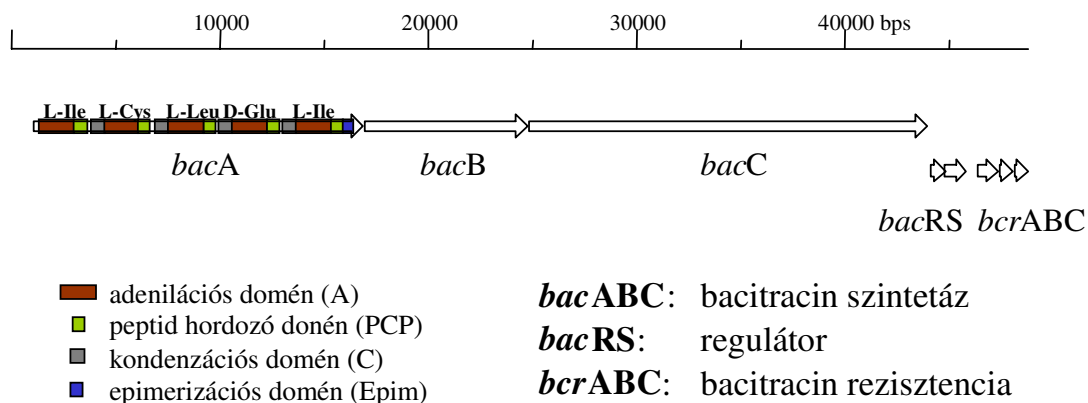 10000 20000 30000 40000 bps
L-Ile L-Cys L-Leu D-Glu L-Ile
bacA bacB bacC
bacRS bcrABC
adenilációs domén (A)
peptid hordozó donén (PCP)
kondenzációs domén (C)
epimerizációs domén (Epim)
bacABC: bacitracin szintetáz
bacRS: regulátor
bcrABC: bacitracin rezisztencia